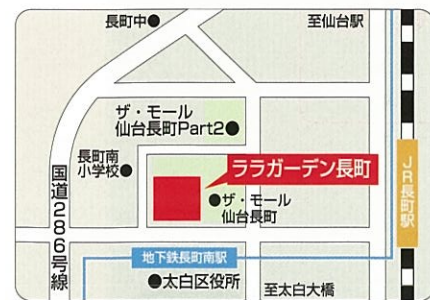 長町中
至仙台駅
ザ・モール
仙台長町Part2
長町南
小学校
ララガーデン長町
ザ・モール
仙台長町
JR長町駅
国道286号線
地下鉄長町南駅
太白区役所
至太白大橋